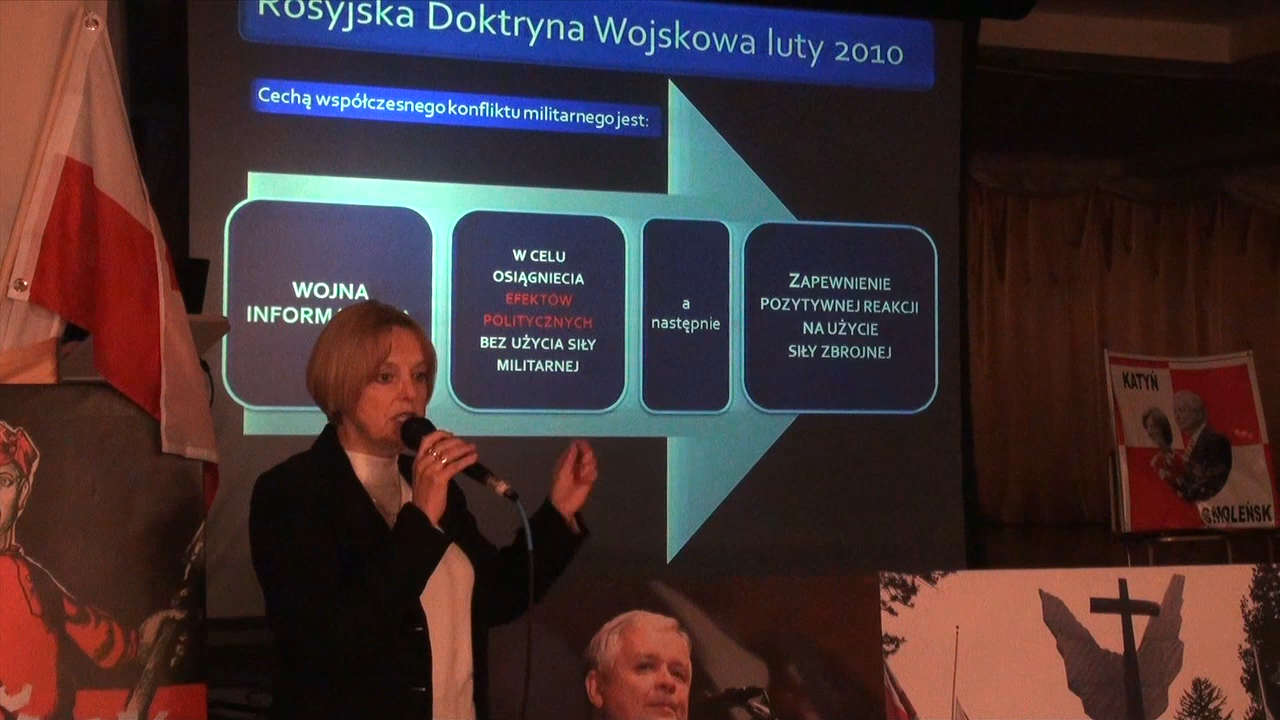 Rosyjska Doktryna Wojskowa luty 2010
Cechą współczesnego konfliktu militarnego jest:
WOJNA
W CELU
OSIĄGNIECIA
EFEKTÓW
POLITYCZNYCH
BEZ UŻYCIA SIŁY
MILITARNEJ
a
następnie
ZAPEWNIENIE
POZYTYWNEJ REAKCJI
NA UŻYCIE
SIŁY ZBROJNEJ
KATYŃ
SMOLEŃSK